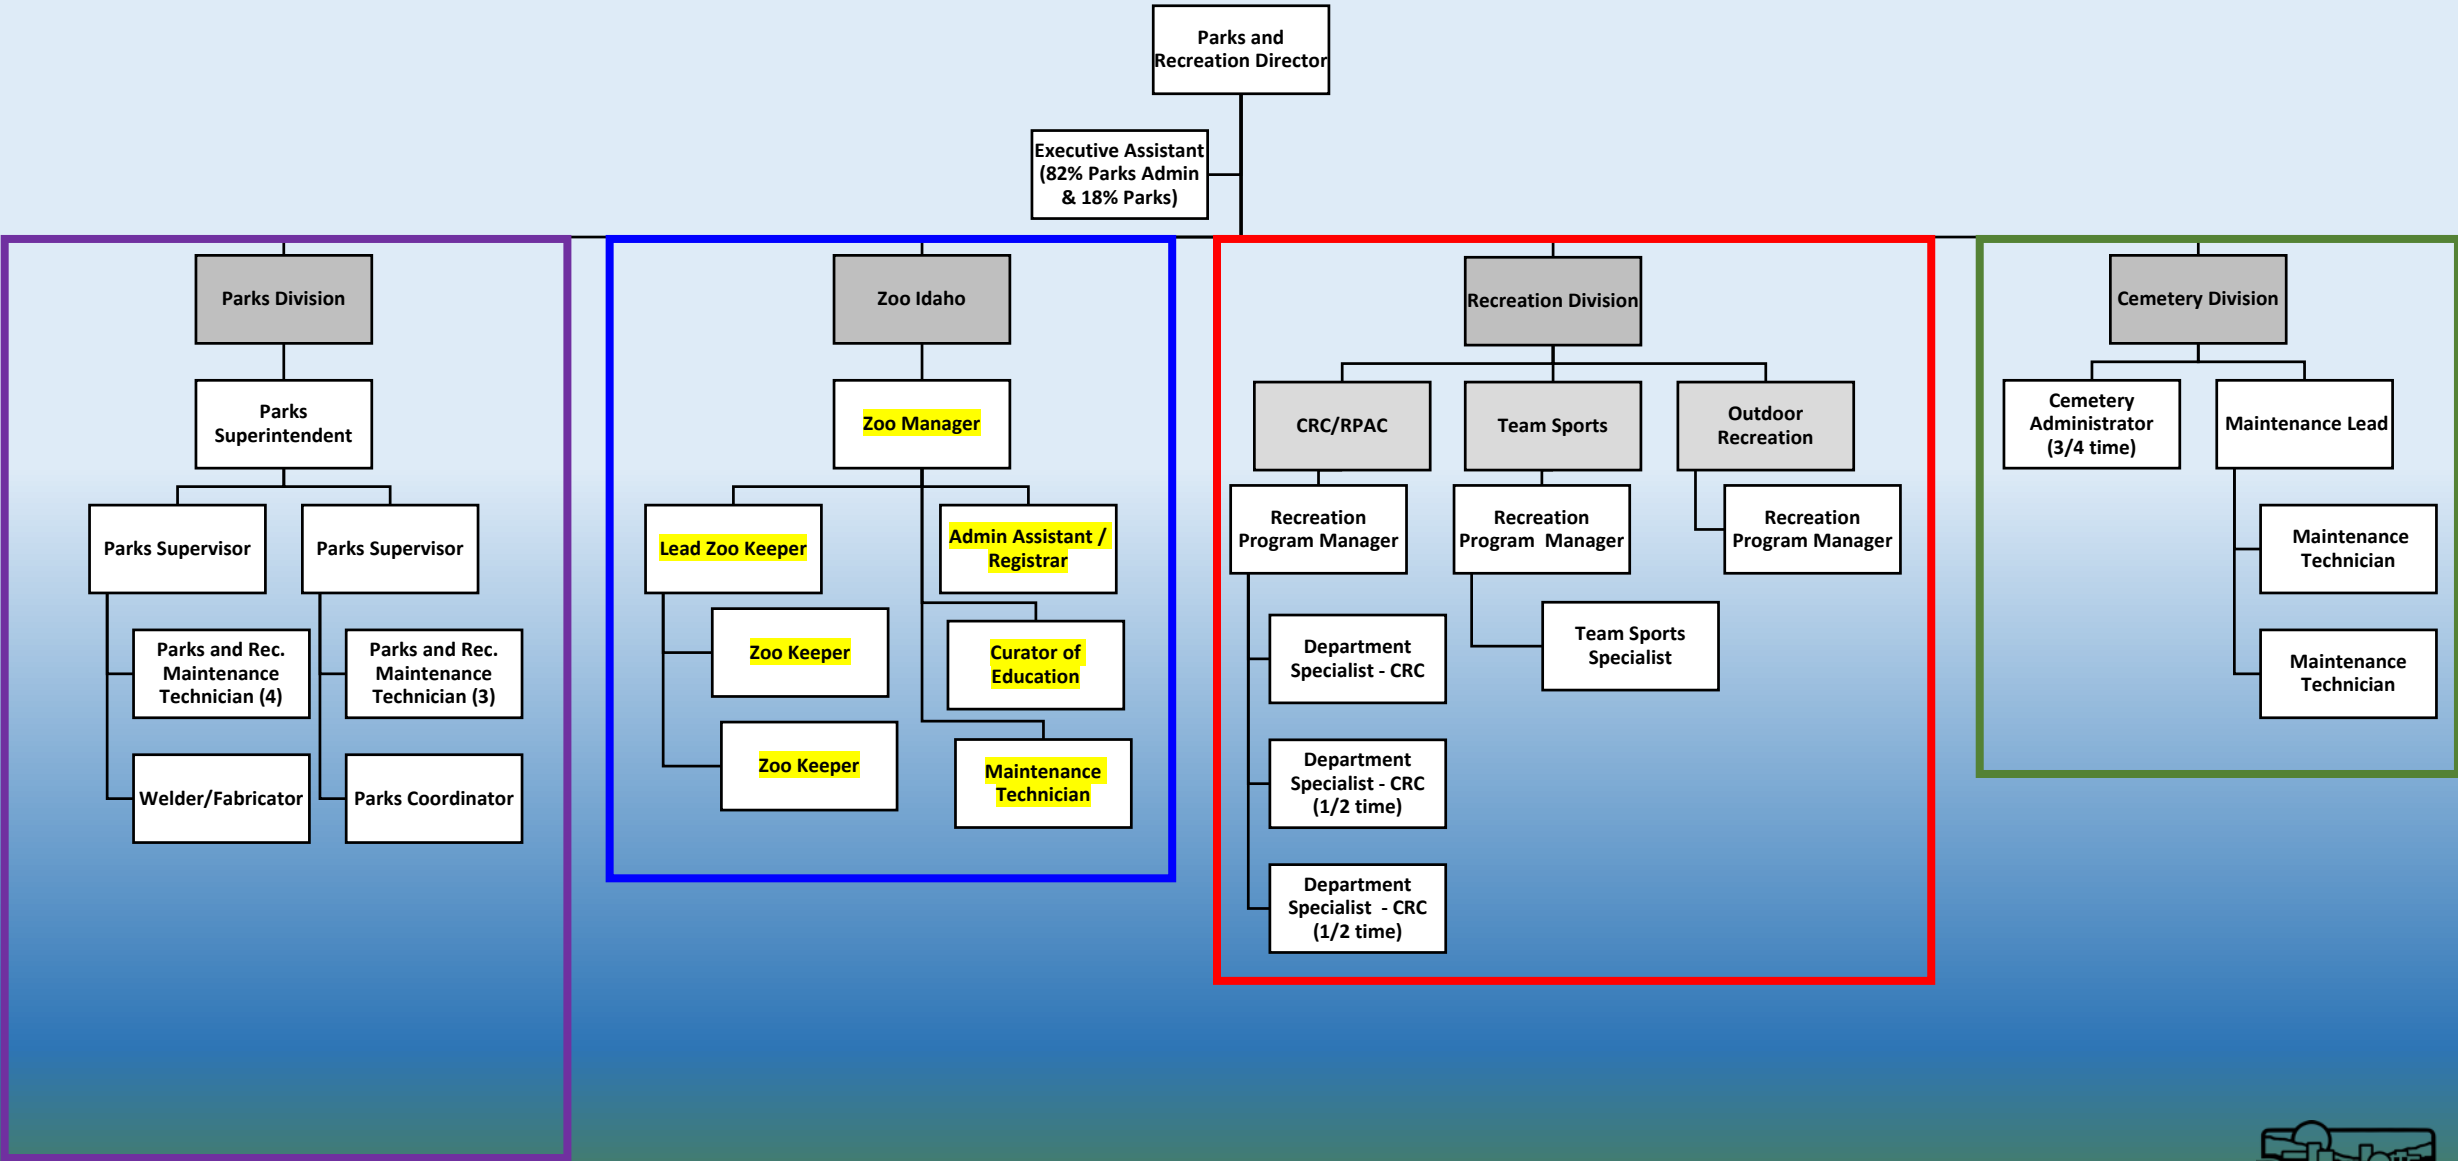 Parks and
Recreation Director
Executive Assistant
(82% Parks Admin
& 18% Parks)
Parks Division
Parks
Superintendent
Parks Supervisor
Parks and Rec.
Maintenance
Technician (4)
Welder/Fabricator
Parks Supervisor
Parks and Rec.
Maintenance
Technician (3)
Parks Coordinator
Zoo Idaho
Zoo Manager
Lead Zoo Keeper
Zoo Keeper
Zoo Keeper
Admin Assistant /
Registrar
Curator of
Education
Maintenance
Technician
Recreation Division
CRC/RPAC
Recreation
Program Manager
Department
Specialist - CRC
Department
Specialist - CRC
(1/2 time)
Department
Specialist  - CRC
(1/2 time)
Team Sports
Recreation
Program  Manager
Team Sports
Specialist
Outdoor
Recreation
Recreation
Program Manager
Cemetery Division
Cemetery
Administrator
(3/4 time)
Maintenance Lead
Maintenance
Technician
Maintenance
Technician